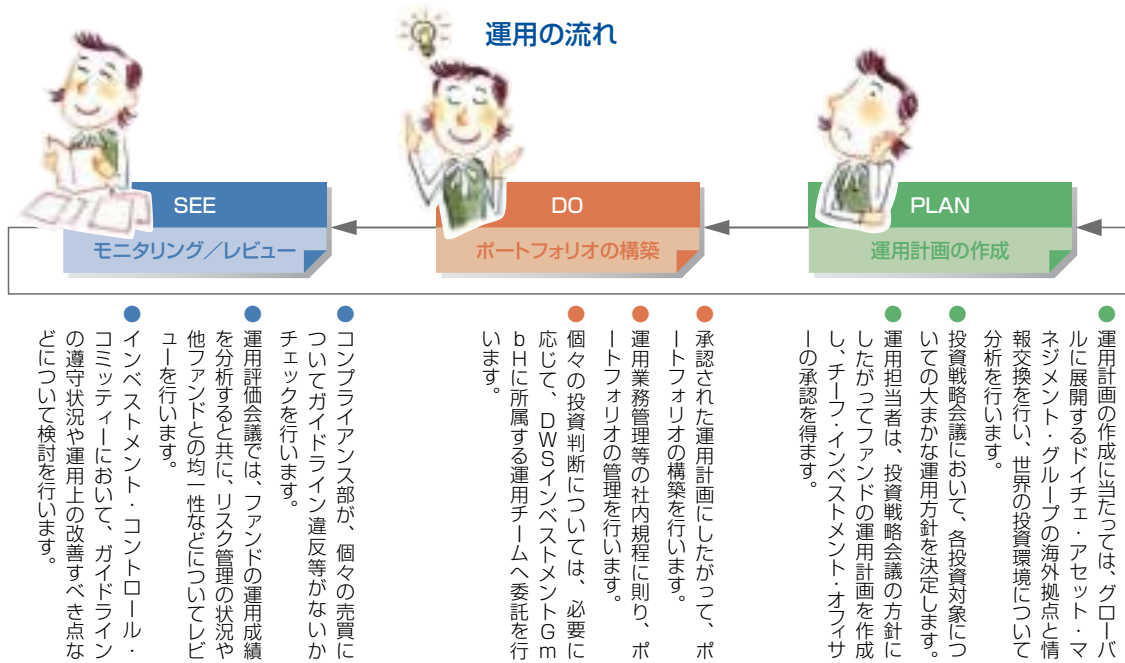 運用の流れ
PLAN
運用計画の作成
● 運用計画の作成に当たっては、グローバ
ルに展開するドイチェ・アセット・マ
ネジメント・グループの海外拠点と情
報交換を行い、世界の投資環境について
分析を行います。
● 投資戦略会議において、各投資対象につ
いての大まかな運用方針を決定します。
● 運用担当者は、投資戦略会議の方針に
したがってファンドの運用計画を作成
し、チーフ・インベストメント・オフィサ
ーの承認を得ます。
DO
ポートフォリオの構築
● 承認された運用計画にしたがって、ポ
ートフォリオの構築を行います。
● 運用業務管理等の社内規程に則り、ポ
ートフォリオの管理を行います。
● 個々の投資判断については、必要に
応じて、DWSインベストメントGm
bHに所属する運用チームへ委託を行
います。
SEE
モニタリング／レビュー
● コンプライアンス部が、個々の売買に
ついてガイドライン違反等がないか
チェックを行います。
● 運用評価会議では、ファンドの運用成績
を分析すると共に、リスク管理の状況や
他ファンドとの均一性などについてレビ
ューを行います。
● インベストメント・コントロール・
コミッティーにおいて、ガイドライン
の遵守状況や運用上の改善すべき点な
どについて検討を行います。